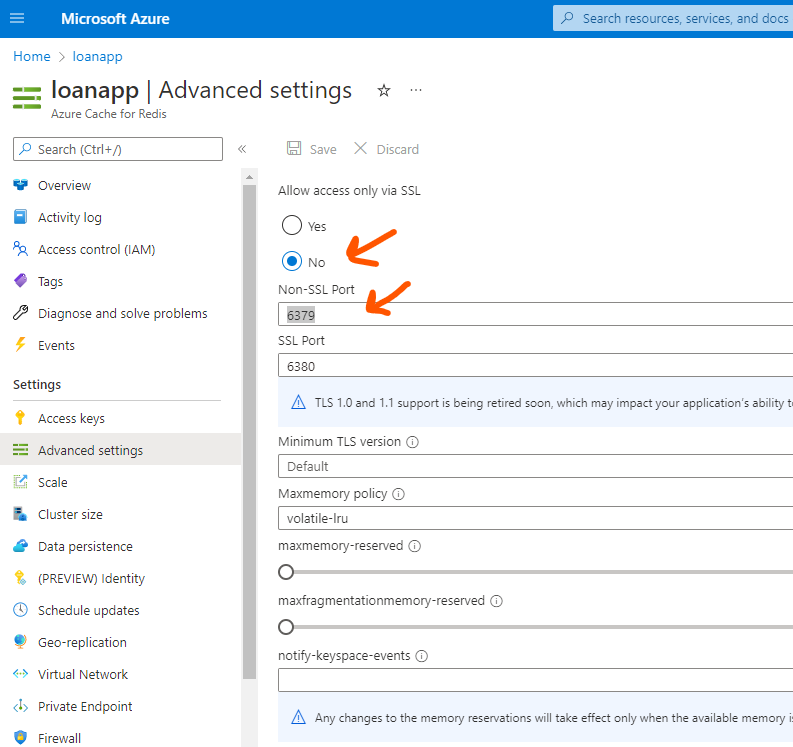 Microsoft Azure
Search resources, services, and docs
Home > loanapp
loanapp | Advanced settings
Azure Cache for Redis
Search (Ctrl+/)
Overview
Activity log
Access control (IAM)
Tags
Diagnose and solve problems
Events
Settings
Access keys
Advanced settings
Scale
Cluster size
Data persistence
(PREVIEW) Identity
Schedule updates
Geo-replication
Virtual Network
Private Endpoint
Firewall
Save
Discard
Allow access only via SSL
Yes
No
Non-SSL Port
6379
SSL Port
6380
TLS 1.0 and 1.1 support is being retired soon, which may impact your application's ability to
Minimum TLS version
Default
Maxmemory policy
volatile-lru
maxmemory-reserved
maxfragmentationmemory-reserved
notify-keyspace-events
Any changes to the memory reservations will take effect only when the available memory is